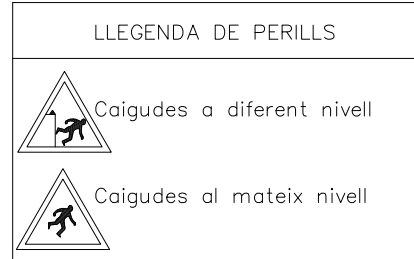 LLEGENDA DE PERILLS
Caigudes a diferent nivell
Caigudes al mateix nivell